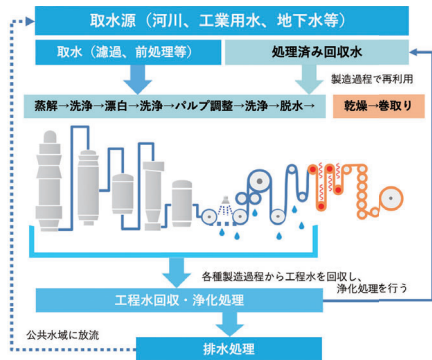 取水源（河川、工業用水、地下水等）
取水（濾過、前処理等）
処理済み回収水
製造過程で再利用
蒸解→洗浄→漂白→洗浄→パルプ調整→洗浄→脱水→
乾燥→巻取り
各種製造過程から工程水を回収し、
浄化処理を行う
工程水回収・浄化処理
公共水域に放流
排水処理